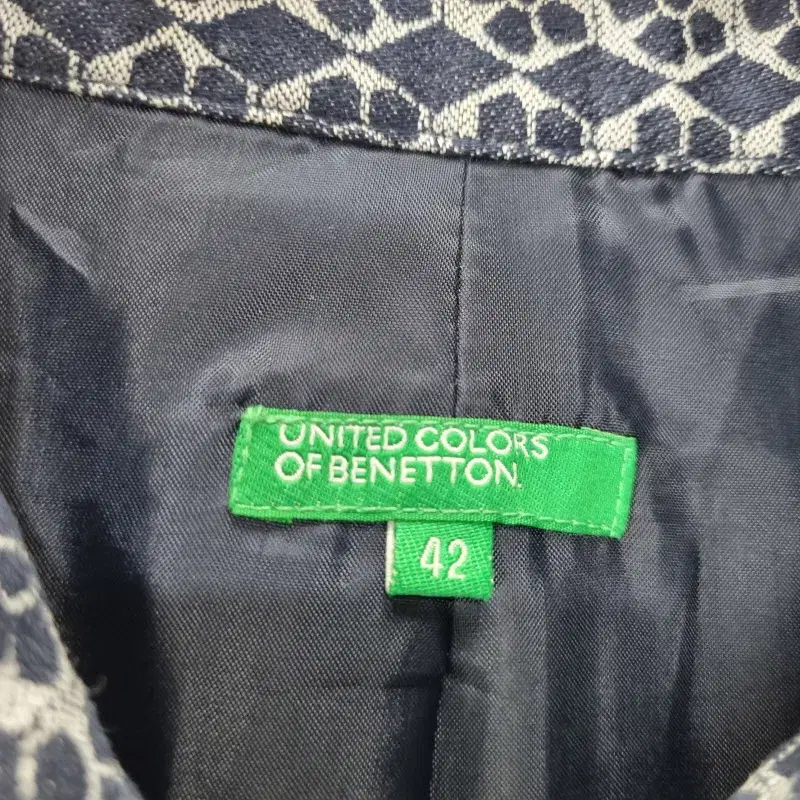 UNITED COLORS
OF BENETTON.
42